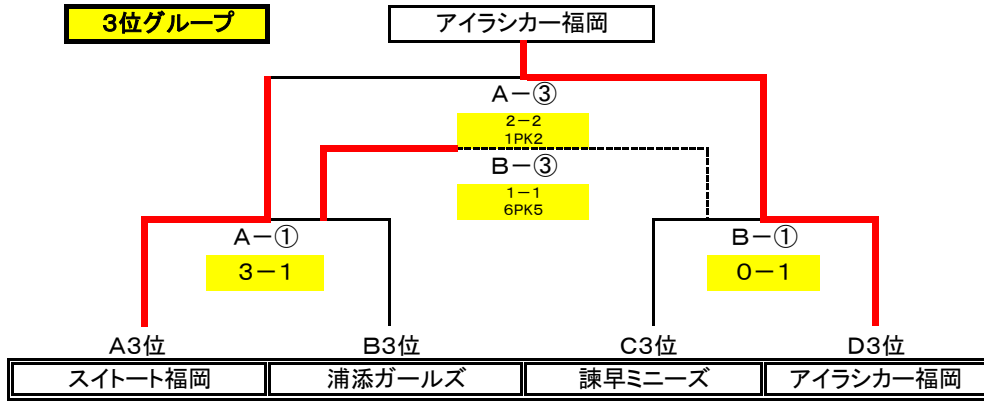 3位グループ
アイラシカー福岡
A－③
2－2
1PK2
B－③
1－1
6PK5
A－①
B－①
3－1
0－1
A3位
B3位
C3位
D3位
スイトート福岡
浦添ガールズ
諫早ミニーズ
アイラシカー福岡